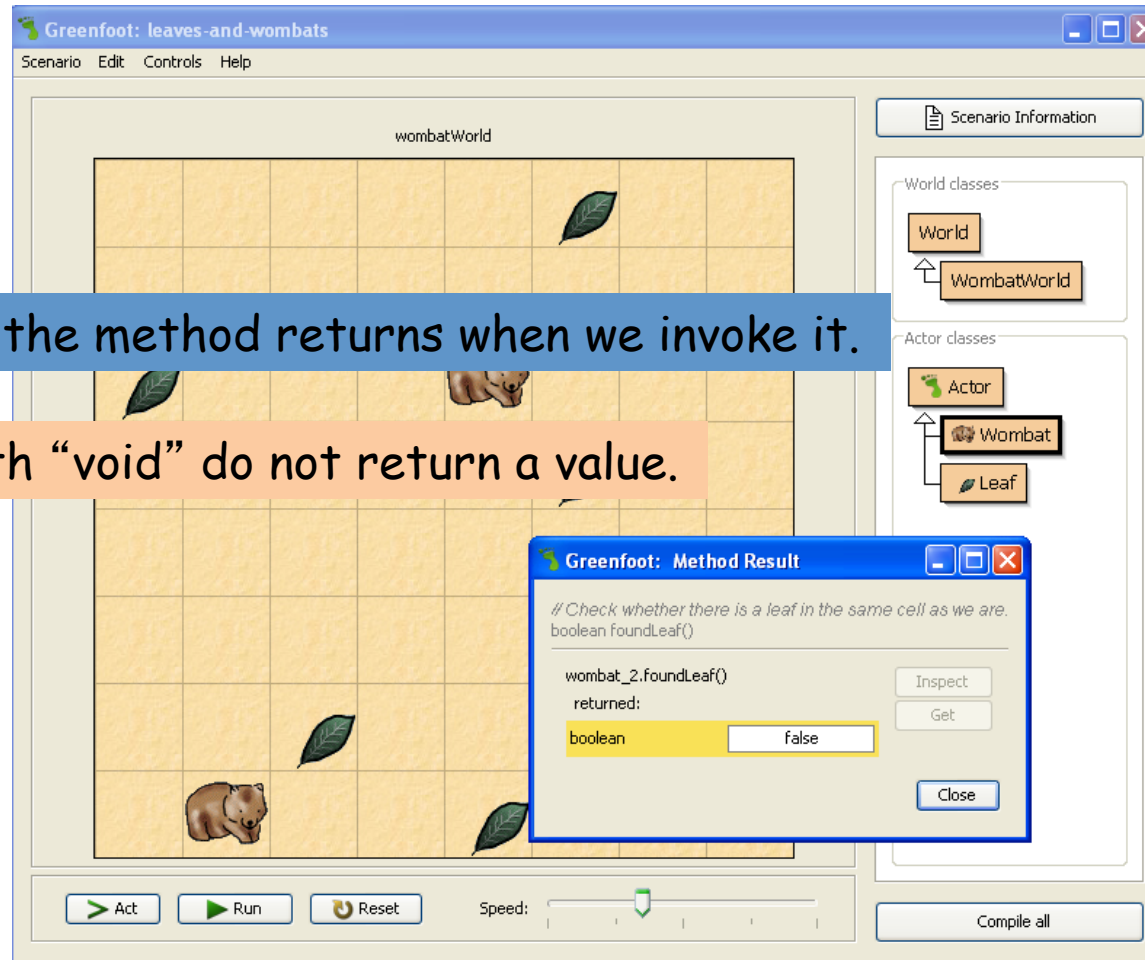 Greenfoot: leaves-and-wombats
Scenario Edit Controls Help
wombatWorld
Scenario Information
World classes
World
WombatWorld
the method returns when we invoke it.
Actor classes
Actor
Wombat
Leaf
“void” do not return a value.
Greenfoot: Method Result
// Check whether there is a leaf in the same cell as we are.
boolean foundLeaf()
wombat_2.foundLeaf()
returned:
boolean false
Inspect
Get
Close
Act Run Reset Speed:
Compile all